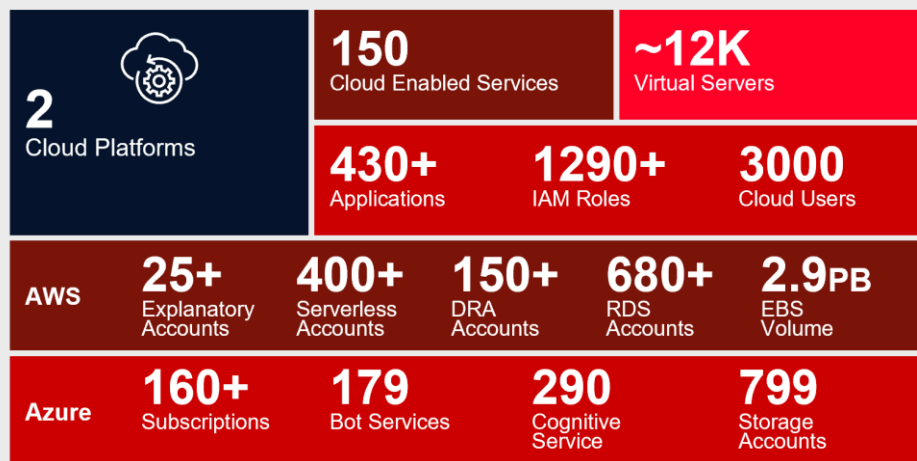 2
Cloud Platforms
150
Cloud Enabled Services
~12K
Virtual Servers
430+
Applications
1290+
IAM Roles
3000
Cloud Users
AWS
25+
Explanatory
Accounts
400+
Serverless
Accounts
150+
DRA
Accounts
680+
RDS
Accounts
2.9PB
EBS
Volume
Azure
160+
Subscriptions
179
Bot Services
290
Cognitive
Service
799
Storage
Accounts